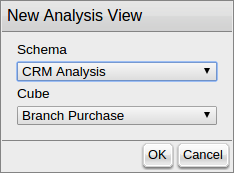 New Analysis View
Schema
CRM Analysis
Cube
Branch Purchase
OK Cancel